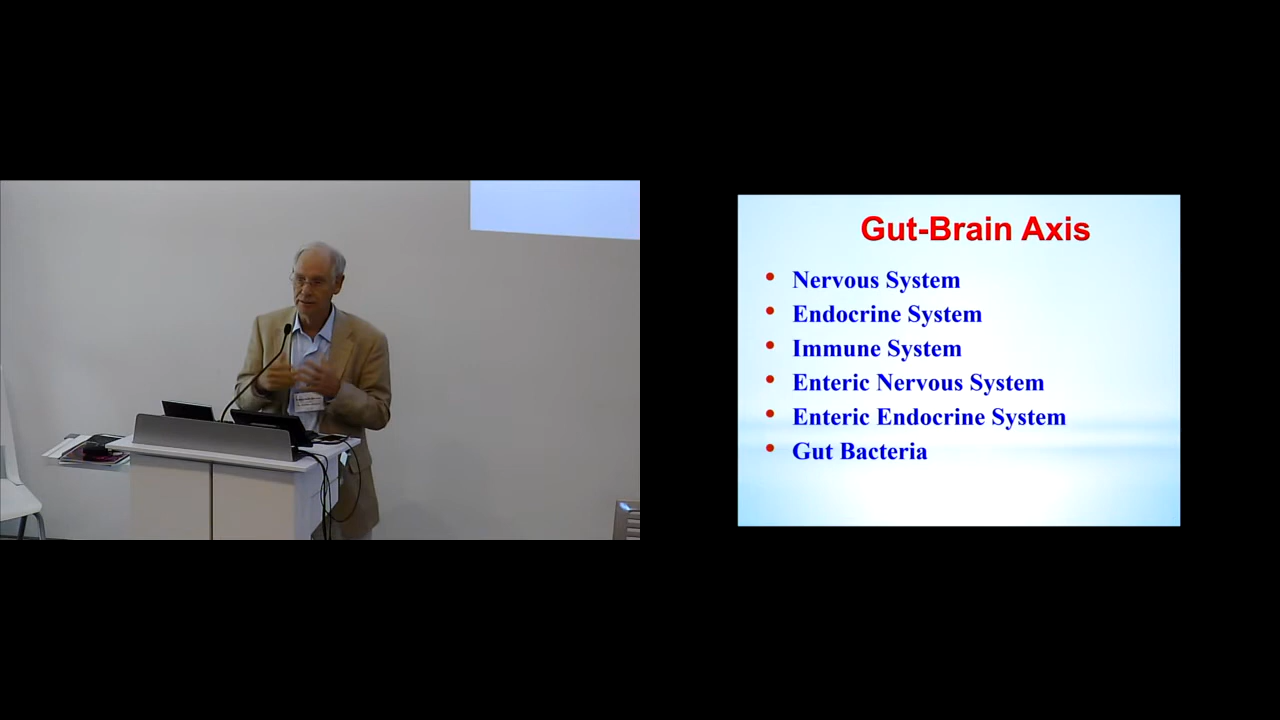 Gut-Brain Axis
• Nervous System
• Endocrine System
• Immune System
• Enteric Nervous System
• Enteric Endocrine System
• Gut Bacteria